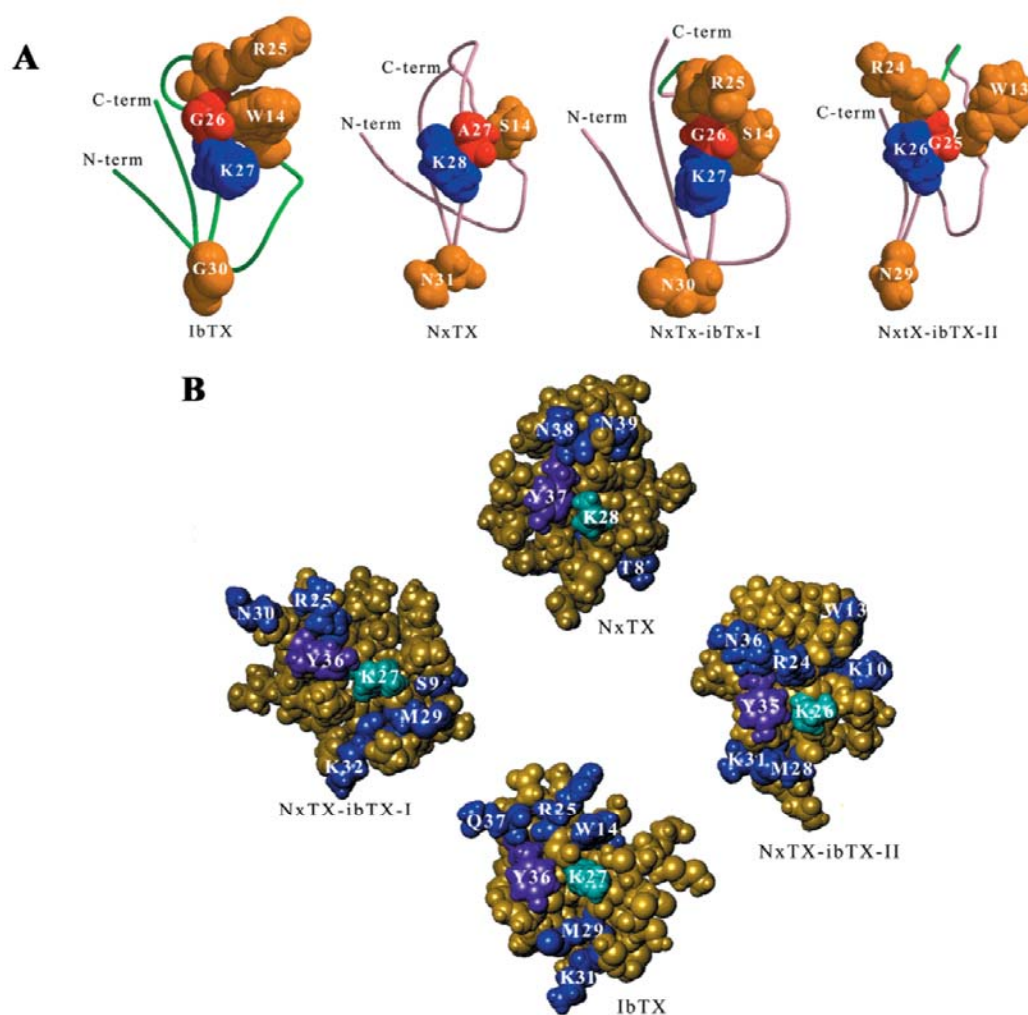 A
R25
C-term
G26
W14
N-term
K27
G30
IbTX
C-term
N-term
A27
S14
K28
N31
NxTX
C-term
R25
N-term
G26
S14
K27
N30
NxTx-ibTx-I
R24
W13
C-term
K26
G25
N29
NxtX-ibTX-II
B
N38
N39
Y37
K28
T8
NxTX
R25
N30
Y36
K27
S9
M29
K32
NxTX-ibTX-I
W13
N36
R24
K10
Y35
K26
K31
M28
NxTX-ibTX-II
R25
Q37
W14
Y36
K27
M29
K31
IbTX